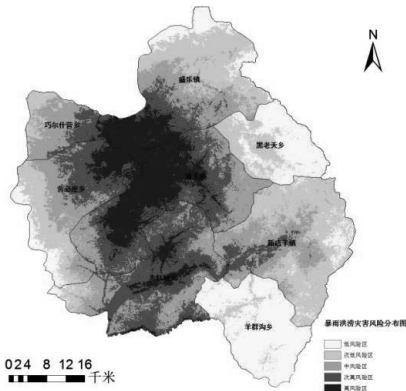 N
盛乐镇
巧尔什营乡
黑老夭乡
舍必崖乡
新店子镇
羊群沟乡
暴雨洪涝灾害风险分布图
低风险区
次低风险区
中风险区
次高风险区
高风险区
0 2 4 8 12 16
千米